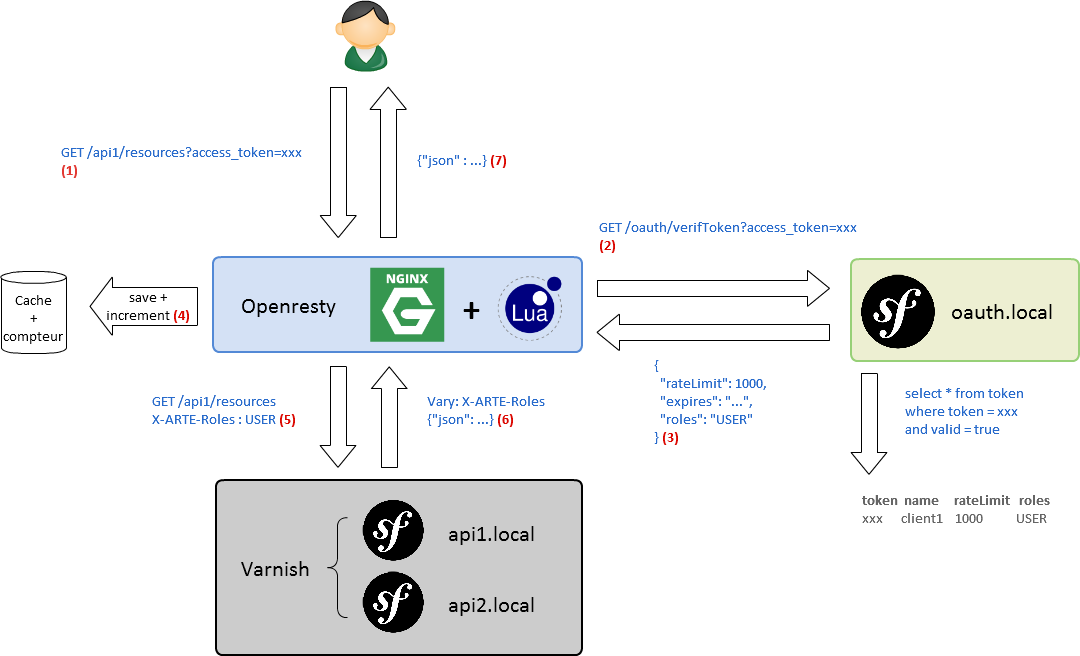 GET /api1/resources?access_token=xxx
(1)
{"json" : ...} (7)
GET /oauth/verifToken?access_token=xxx
(2)
Cache
+
compteur
save +
increment (4)
Openresty
NGINX
G
+
Lua
sf
oauth.local
{
"rateLimit": 1000,
"expires": "...",
"roles": "USER"
} (3)
select * from token
where token = xxx
and valid = true
GET /api1/resources
X-ARTE-Roles : USER (5)
Vary: X-ARTE-Roles
{"json": ...} (6)
token name rateLimit roles
xxx client1 1000 USER
Varnish
sf
api1.local
sf
api2.local